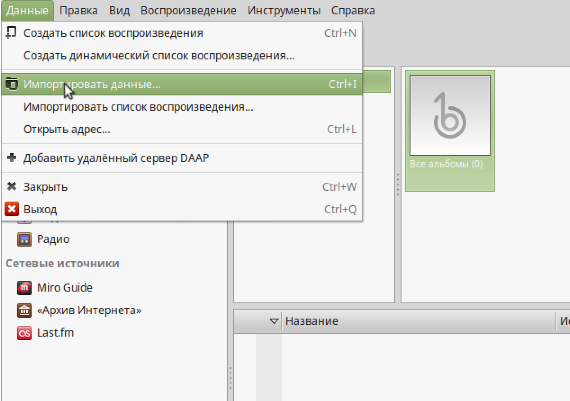 Данные Правка Вид Воспроизведение Инструменты Справка
Создать список воспроизведения Ctrl+N
Создать динамический список воспроизведения...
Импортировать данные... Ctrl+I
Импортировать список воспроизведения...
Открыть адрес... Ctrl+L
Добавить удалённый сервер DAAP
Закрыть Ctrl+W
Выход Ctrl+Q
Все альбомы (0)
Радио
Сетевые источники
Miro Guide
«Архив Интернета»
Last.fm
Название